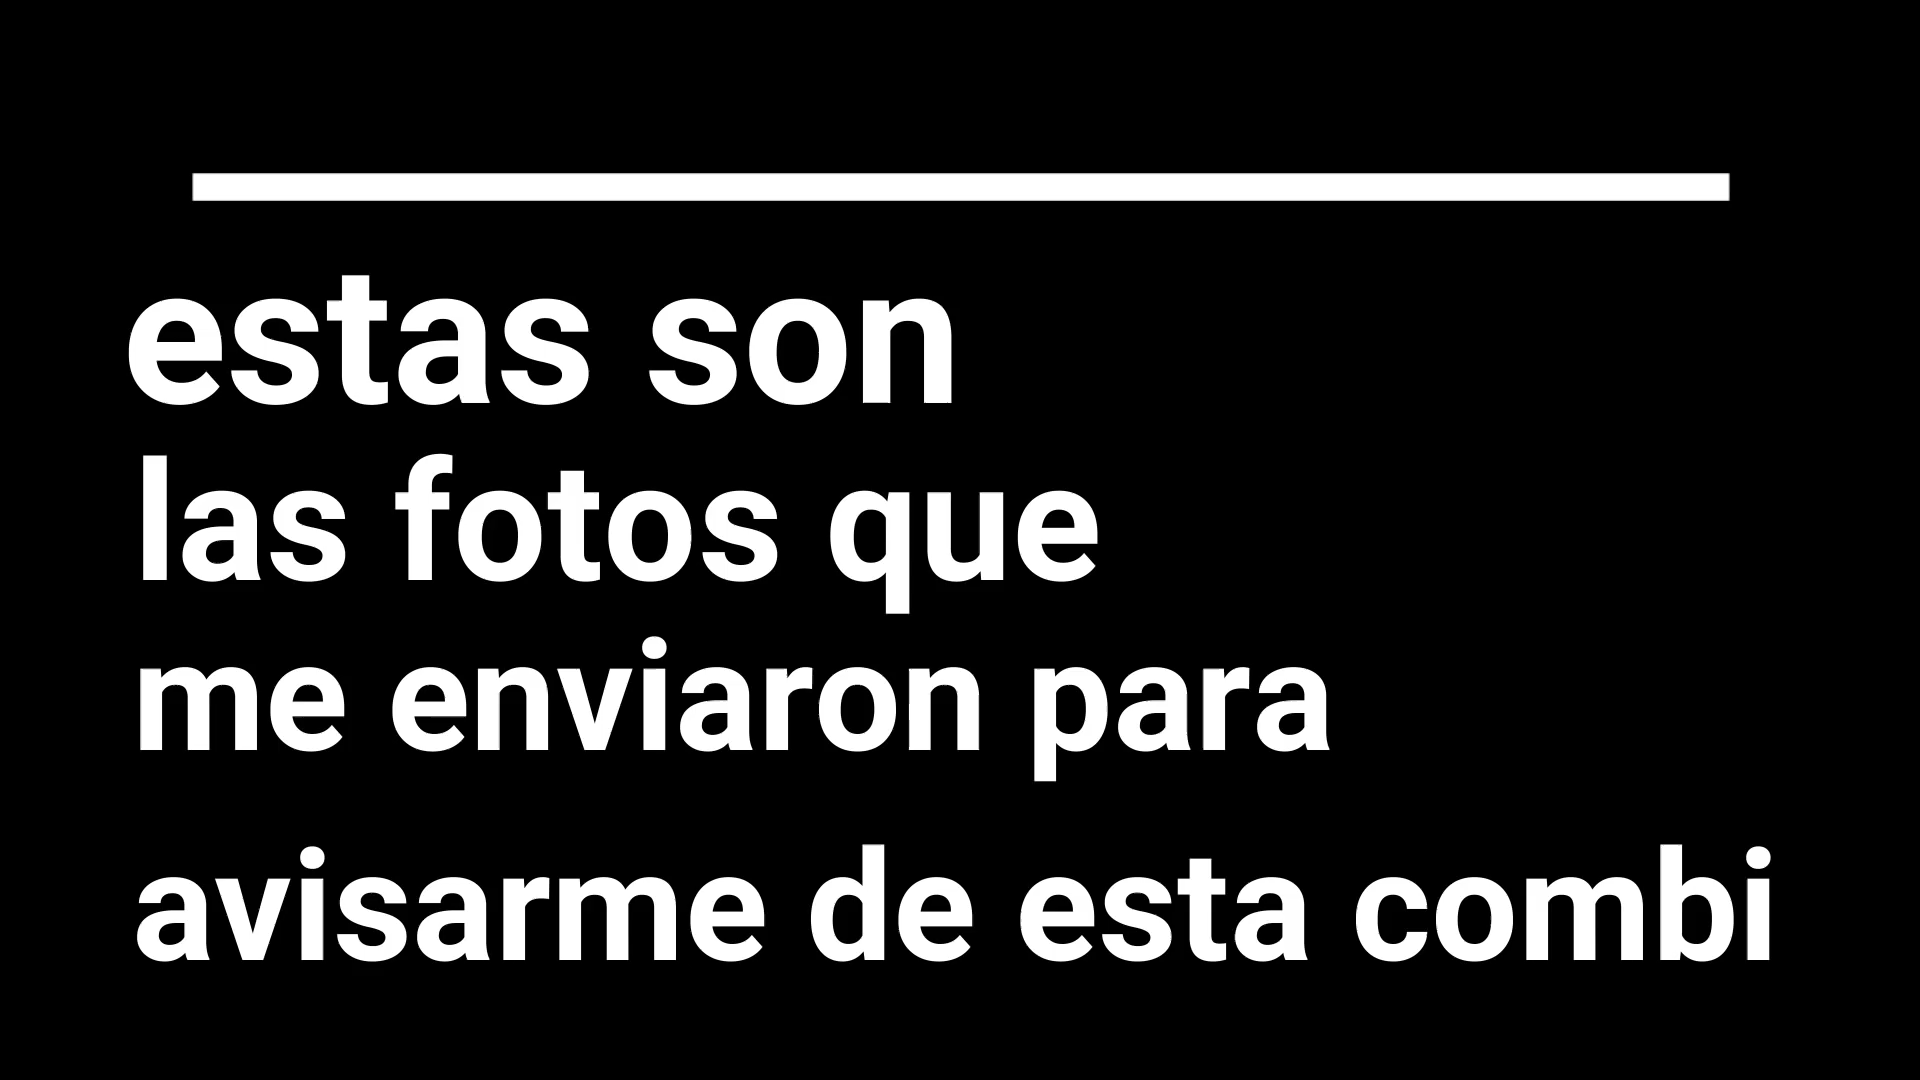 estas son
las fotos que
me enviaron para
avisarme de esta combi